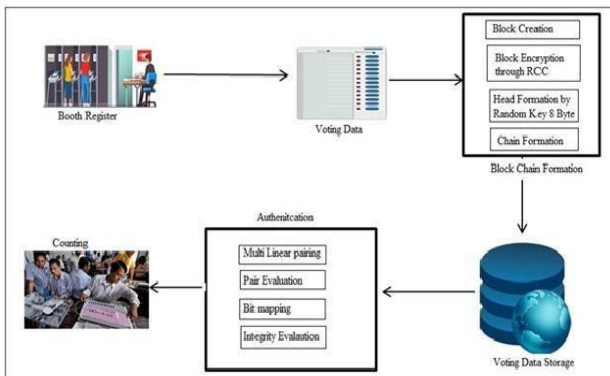 Booth Register
Voting Data
Block Creation
Block Encryption
through RCC
Head Formation by
Random Key 8 Byte
Chain Formation
Block Chain Formation
Voting Data Storage
Authenitcation
Multi Linear pairing
Pair Evaluation
Bit mapping
Integrity Evalaution
Counting